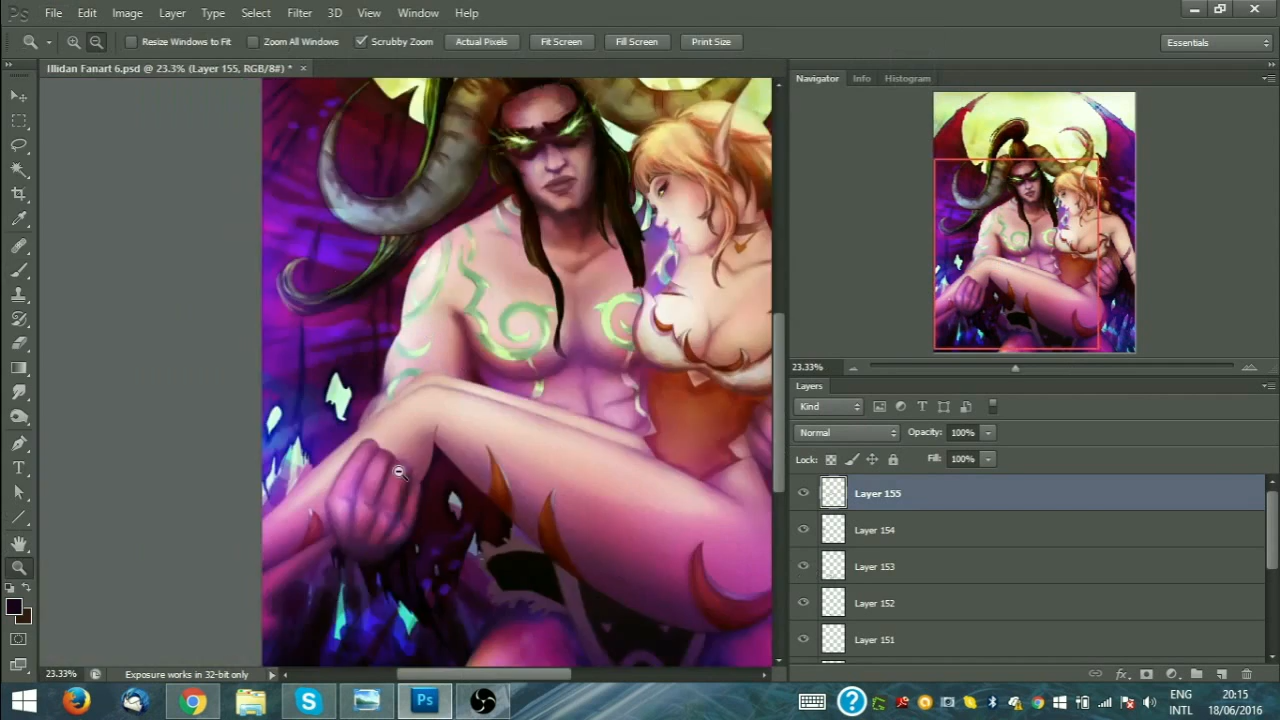 Ps File Edit Image Layer Type Select Filter 3D View Window Help
Resize Windows to Fit Zoom All Windows Scrubby Zoom Actual Pixels Fit Screen Fill Screen Print Size Essentials
Illidan Fanart 6.psd @ 23.3% (Layer 155, RGB/8#) *
Navigator Info Histogram
23.33%
Layers
Kind
Normal Opacity: 100%
Lock: Fill: 100%
Layer 155
Layer 154
Layer 153
Layer 152
Layer 151
23.33% Exposure works in 32-bit only
Ps
ENG
INTL
20:15
18/06/2016